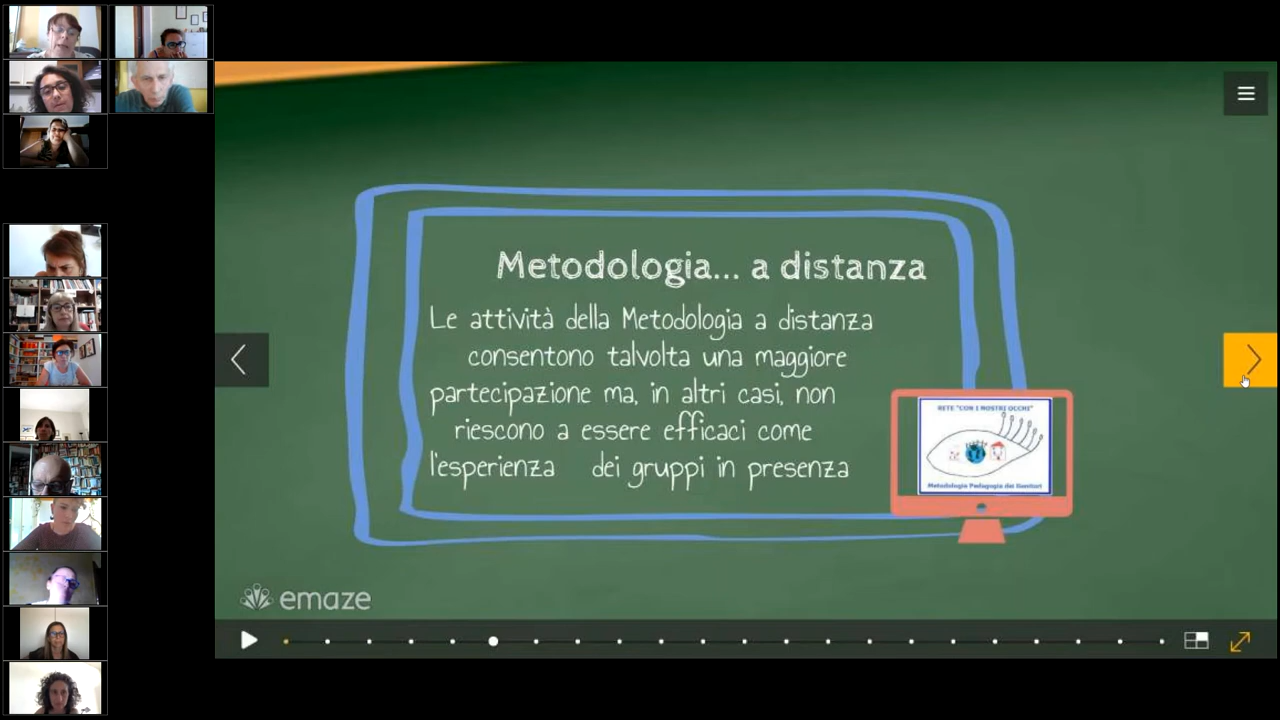 Metodologia... a distanza
Le attività della Metodologia a distanza
consentono talvolta una maggiore
partecipazione ma, in altri casi, non
riescono a essere efficaci come
l'esperienza dei gruppi in presenza
RETE "CON I NOSTRI OCCHI"
Metodologia Pedagogia dei Genitori
emaze